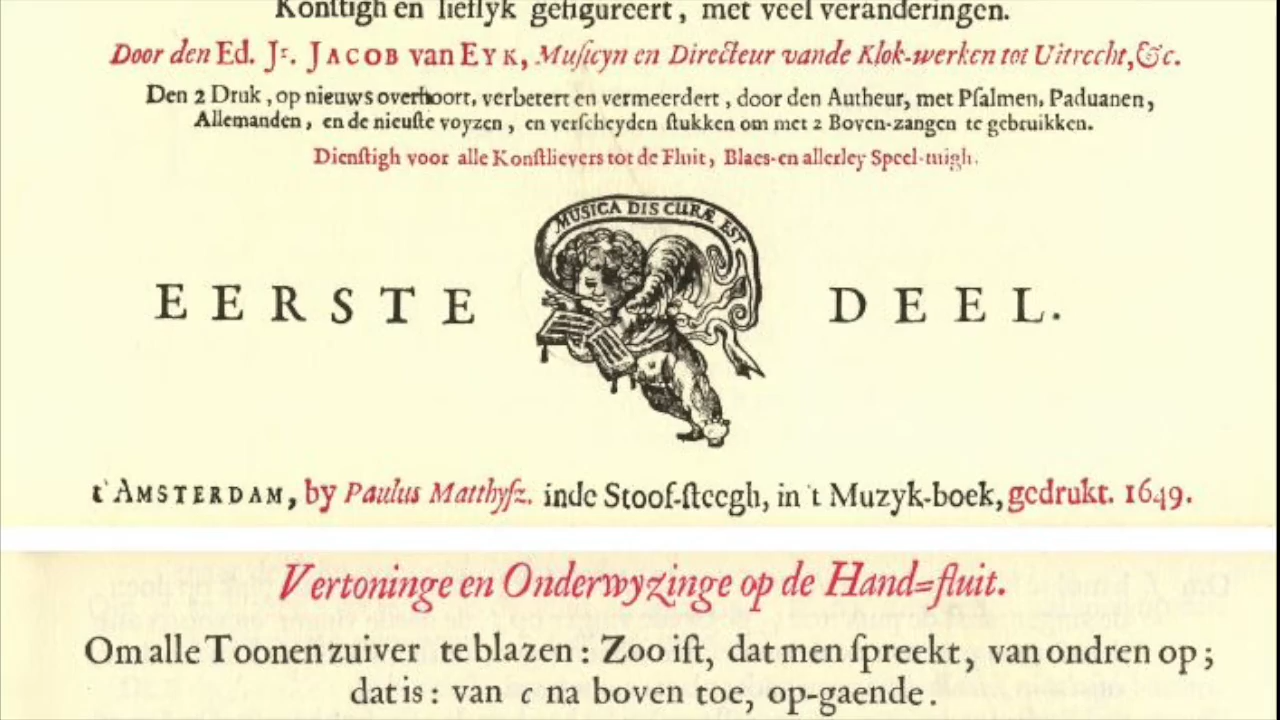 Konſtigh en lieflyk gefigureert, met veel veranderingen.
Door den Ed. Jr. JACOB van EYK, Muſicyn en Directeur vande Klok-werken tot Uitrecht, &c.
Den 2 Druk, op nieuws overhoort, verbetert en vermeerdert, door den Autheur, met Pſalmen, Paduanen,
Allemanden, en de nieuſte voyzen, en verſcheyden ſtukken om met 2 Boven-zangen te gebruikken.
Dienſtigh voor alle Konſtlievers tot de Fluit, Blaes-en allerley Speel-tuigh.
MUSICA DIS CURÆ EST
EERSTE DEEL.
t'AMSTERDAM, by Paulus Matthyſz. inde Stoof-ſteegh, in 't Muzyk-boek, gedrukt. 1649.
Vertoninge en Onderwyzinge op de Hand=fluit.
Om alle Toonen zuiver te blazen: Zoo iſt, dat men ſpreekt, van ondren op;
dat is: van c na boven toe, op-gaende.